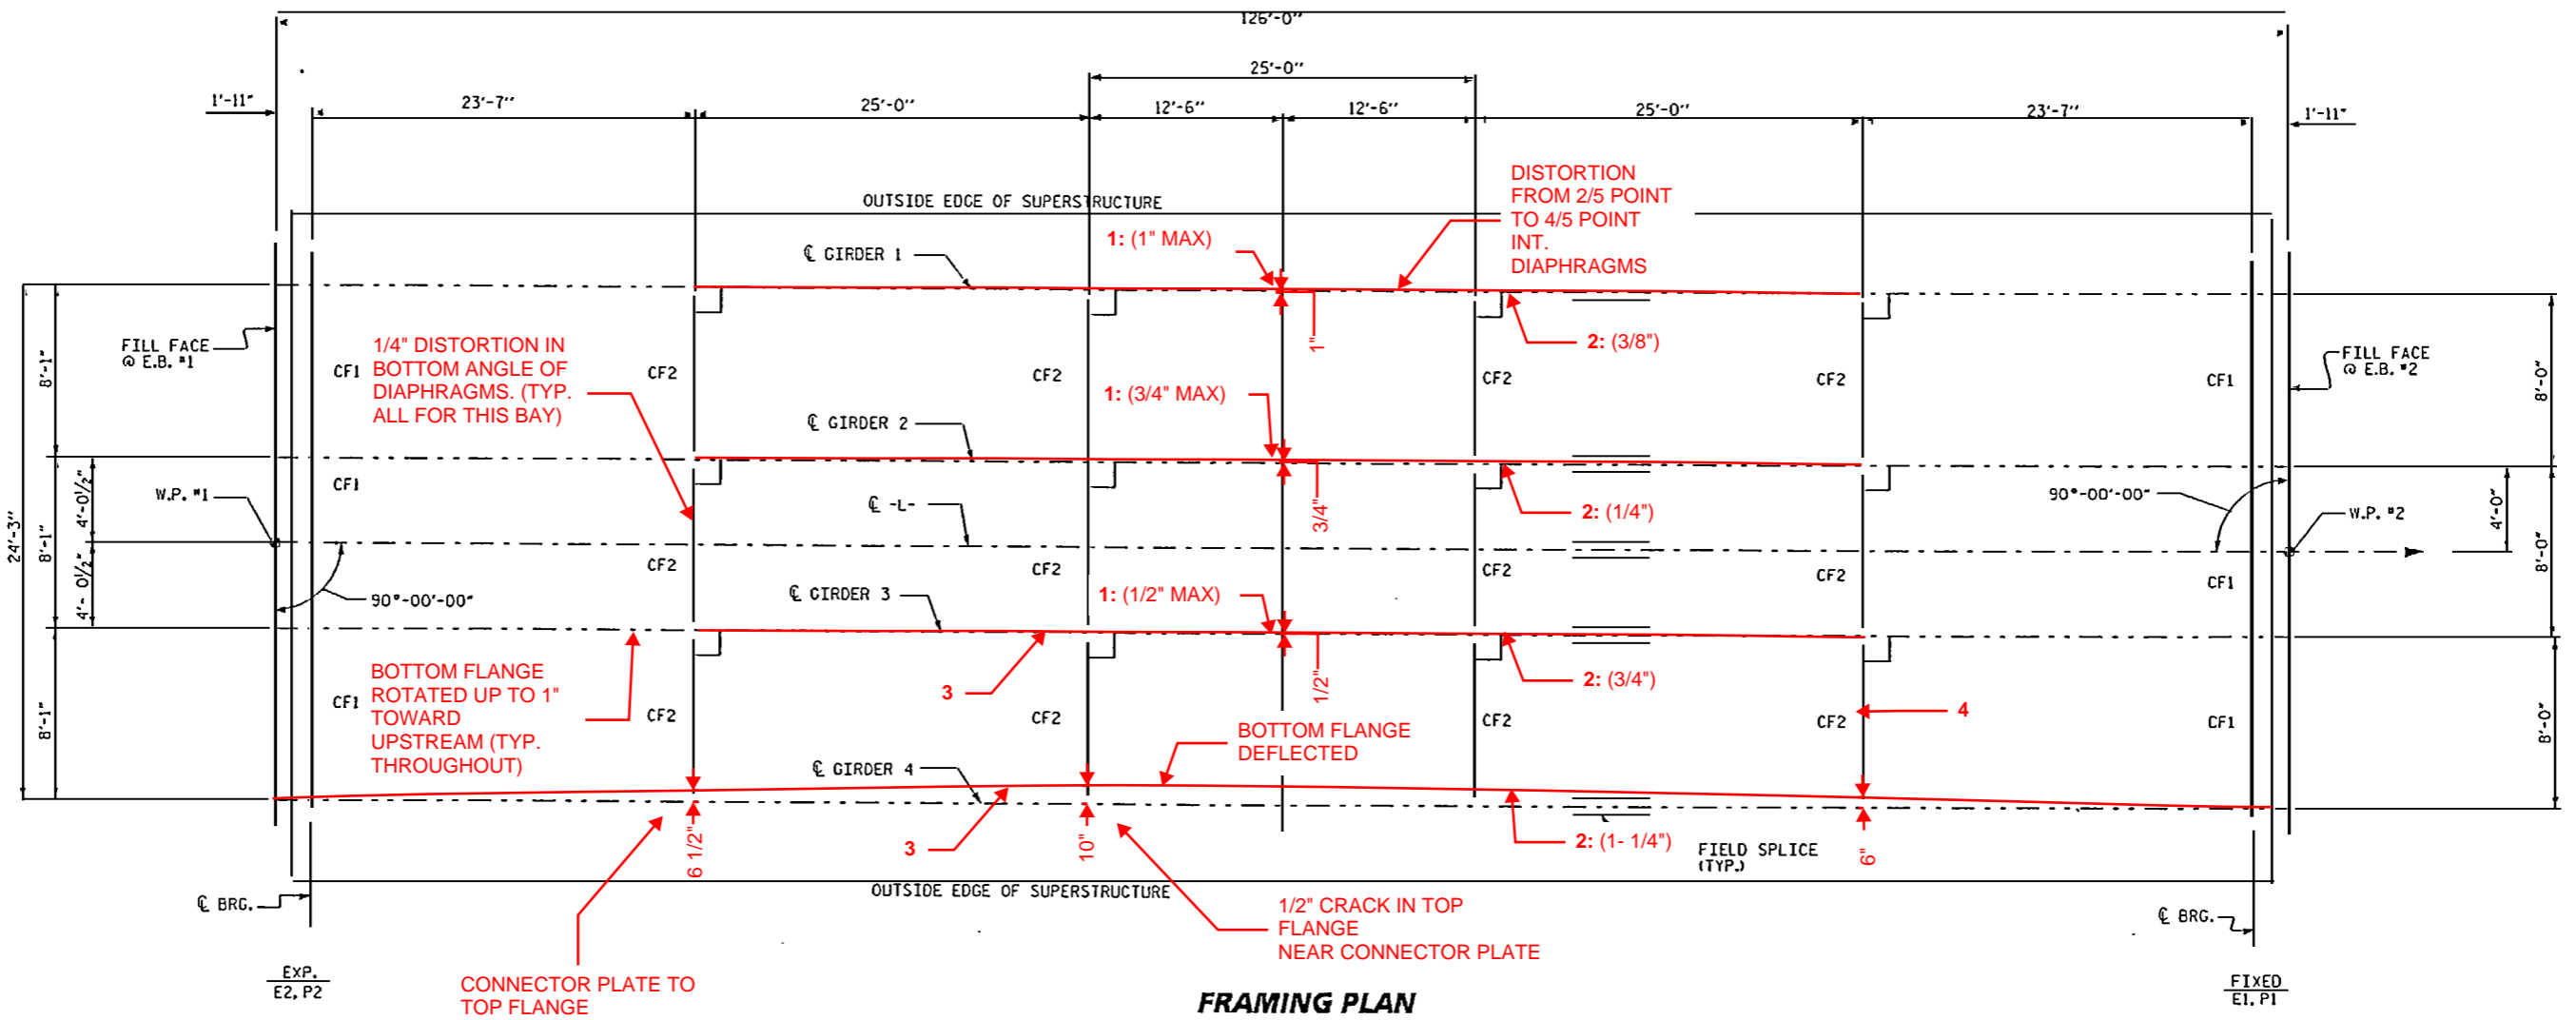 126'-0"
25'-0"
1'-11"
23'-7"
25'-0"
12'-6"
12'-6"
25'-0"
23'-7"
1'-11"
DISTORTION
FROM 2/5 POINT
TO 4/5 POINT
INT.
DIAPHRAGMS
OUTSIDE EDGE OF SUPERSTRUCTURE
1: (1" MAX)
℄ GIRDER 1
1"
2: (3/8")
FILL FACE
@ E.B. #1
1/4" DISTORTION IN
BOTTOM ANGLE OF
DIAPHRAGMS. (TYP.
ALL FOR THIS BAY)
FILL FACE
@ E.B. #2
8'-1"
CF1
CF2
CF2
CF2
CF2
CF1
8'-0"
1: (3/4" MAX)
℄ GIRDER 2
24'-3"
8'-1"
4'-0½"
4'-0½"
CF1
W.P. #1
℄ -L-
3/4"
2: (1/4")
90°-00'-00"
W.P. #2
4'-0"
8'-0"
CF2
CF2
CF2
CF2
CF1
90°-00'-00"
℄ GIRDER 3
1: (1/2" MAX)
BOTTOM FLANGE
ROTATED UP TO 1"
TOWARD
UPSTREAM (TYP.
THROUGHOUT)
3
1/2"
2: (3/4")
8'-1"
CF1
CF2
CF2
CF2
CF2
4
CF1
8'-0"
BOTTOM FLANGE
DEFLECTED
℄ GIRDER 4
6 1/2"
3
10"
2: (1- 1/4")
FIELD SPLICE
(TYP.)
6"
OUTSIDE EDGE OF SUPERSTRUCTURE
℄ BRG.
1/2" CRACK IN TOP
FLANGE
NEAR CONNECTOR PLATE
℄ BRG.
EXP.
E2, P2
CONNECTOR PLATE TO
TOP FLANGE
FRAMING PLAN
FIXED
E1, P1